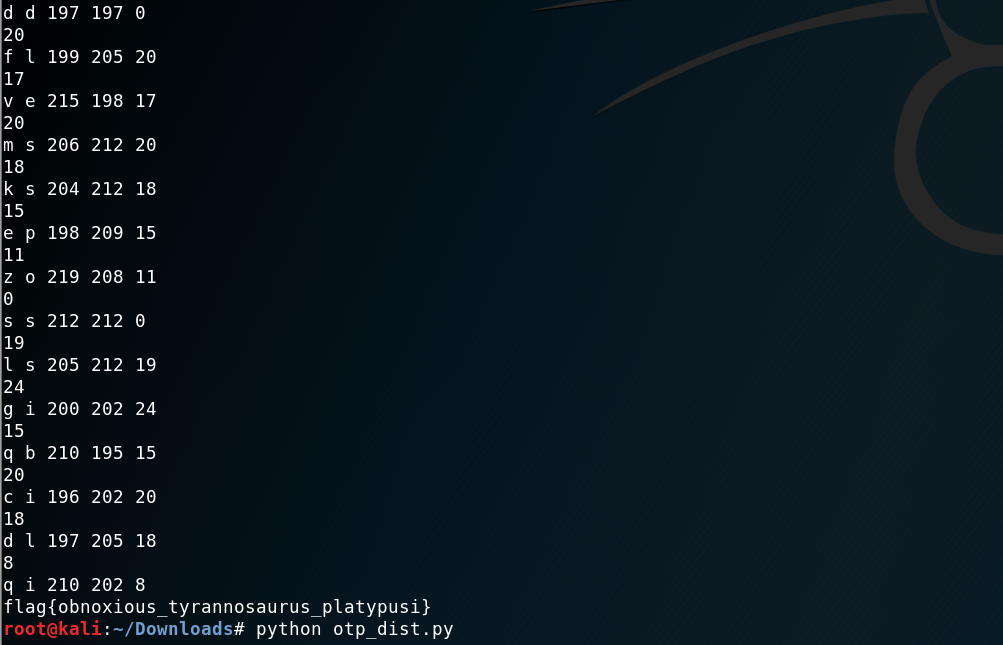 d d 197 197 0
20
f l 199 205 20
17
v e 215 198 17
20
m s 206 212 20
18
k s 204 212 18
15
e p 198 209 15
11
z o 219 208 11
0
s s 212 212 0
19
l s 205 212 19
24
g i 200 202 24
15
q b 210 195 15
20
c i 196 202 20
18
d l 197 205 18
8
q i 210 202 8
flag{obnoxious_tyrannosaurus_platypusi}
root@kali:~/Downloads# python otp_dist.py